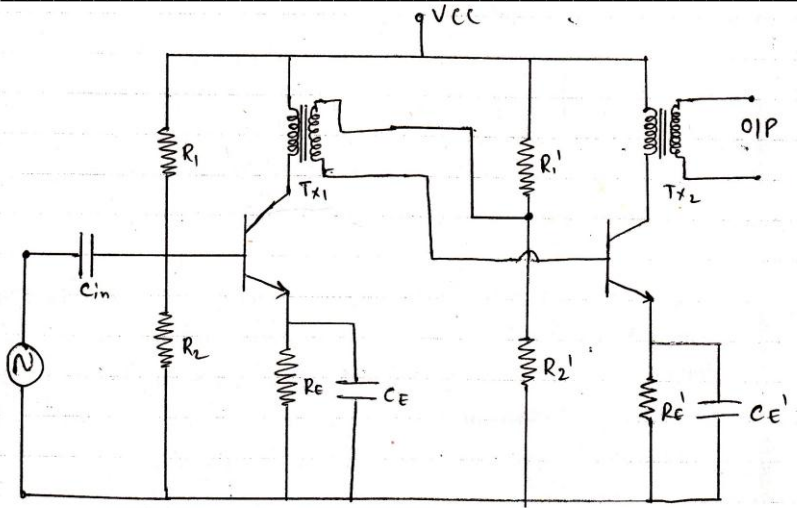 VCC
R1
Tx1
R1'
O/P
Tx2
Cin
R2
RE
CE
R2'
RE'
CE'